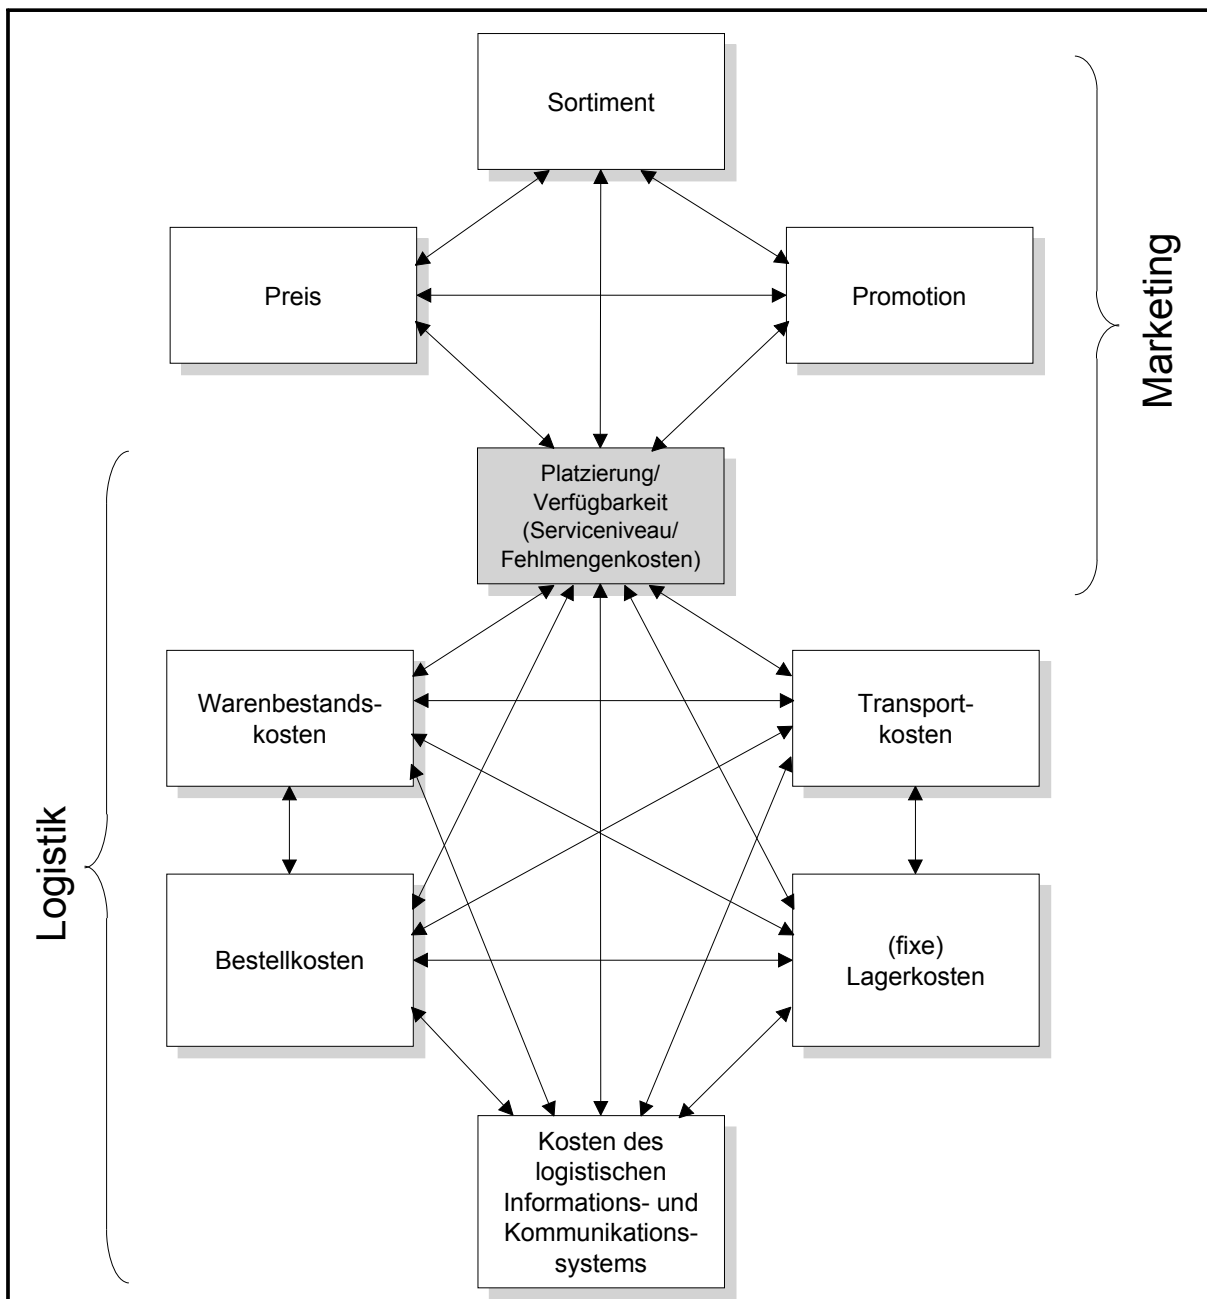 Sortiment
Preis
Promotion
Marketing
Platzierung/
Verfügbarkeit
(Serviceniveau/
Fehlmengenkosten)
Logistik
Warenbestands-
kosten
Transport-
kosten
Bestellkosten
(fixe)
Lagerkosten
Kosten des
logistischen
Informations- und
Kommunikations-
systems